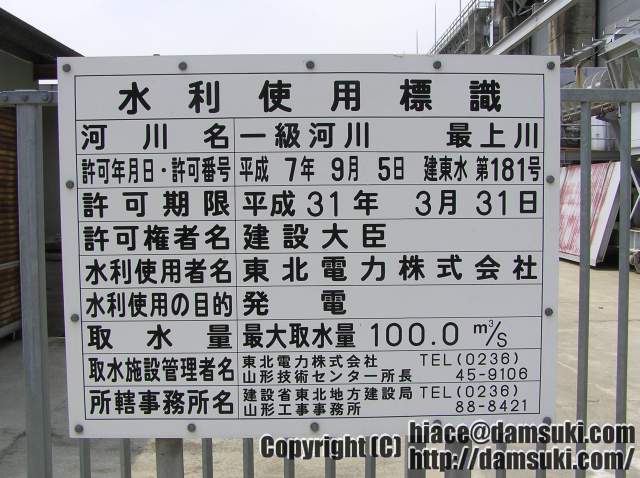 水利使用標識
河川名 一級河川 最上川
許可年月日・許可番号 平成 7年 9月 5日 建東水 第181号
許可期限 平成31年 3月31日
許可権者名 建設大臣
水利使用者名 東北電力株式会社
水利使用の目的 発電
取水量 最大取水量 100.0 m³/S
取水施設管理者名 東北電力株式会社 TEL(0236)
山形技術センター所長 45-9106
所轄事務所名 建設省東北地方建設局 TEL(0236)
山形工事事務所 88-8421
Copyright (C) hiace@damsuki.com
http://damsuki.com/